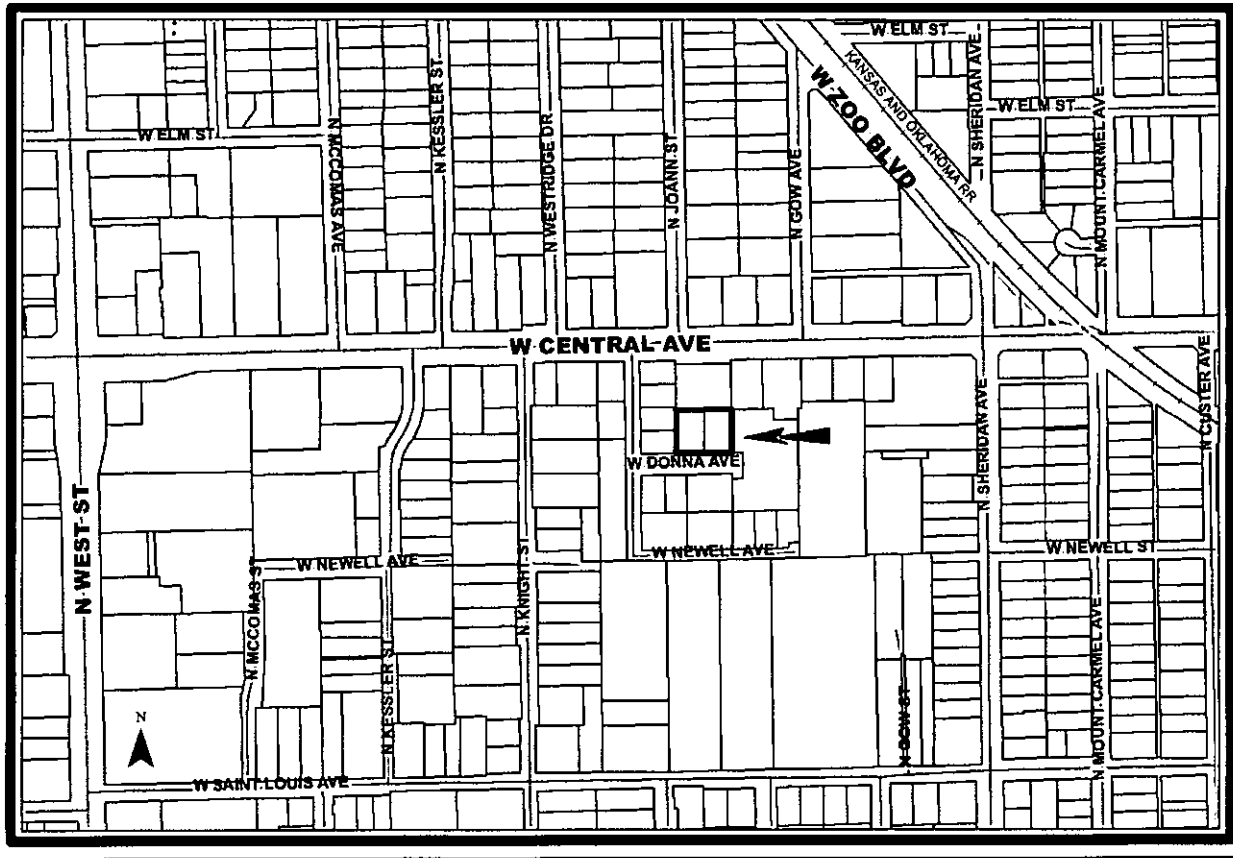 W ELM ST
KANSAS AND OKLAHOMA RR
N SHERIDAN AVE
N MOUNT CARMEL AVE
N KESSLER ST
W ZOO BLVD
W ELM ST
W ELM ST
N MCCOMAS AVE
N WESTRIDGE DR
N JOANN ST
N GOW AVE
W CENTRAL AVE
N CUSTER AVE
N SHERIDAN AVE
W DONNA AVE
N WEST ST
W NEWELL AVE
W NEWELL AVE
W NEWELL ST
N KNIGHT ST
N MCCOMAS ST
N KESSLER ST
N GOW ST
N MOUNT CARMEL AVE
N
W SAINT LOUIS AVE